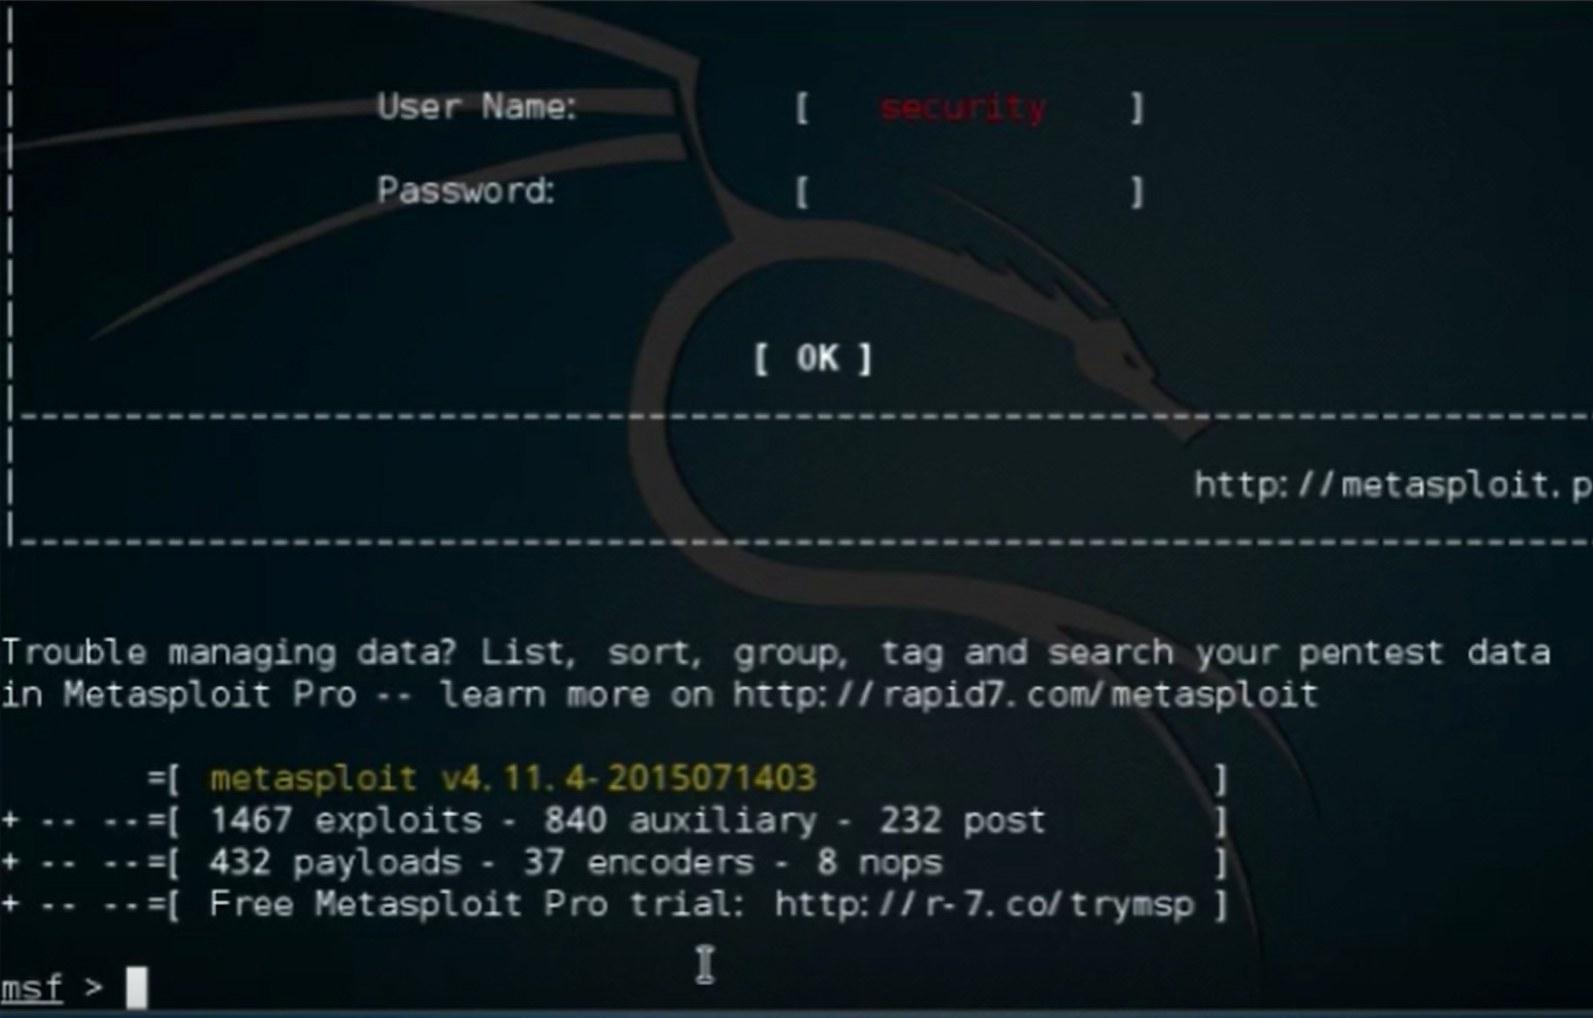 User Name: [ security ]
Password: [ ]
[ OK ]
http://metasploit.p
Trouble managing data? List, sort, group, tag and search your pentest data
in Metasploit Pro -- learn more on http://rapid7.com/metasploit
=[ metasploit v4.11.4-2015071403 ]
+ -- --=[ 1467 exploits - 840 auxiliary - 232 post ]
+ -- --=[ 432 payloads - 37 encoders - 8 nops ]
+ -- --=[ Free Metasploit Pro trial: http://r-7.co/trymsp ]
msf >